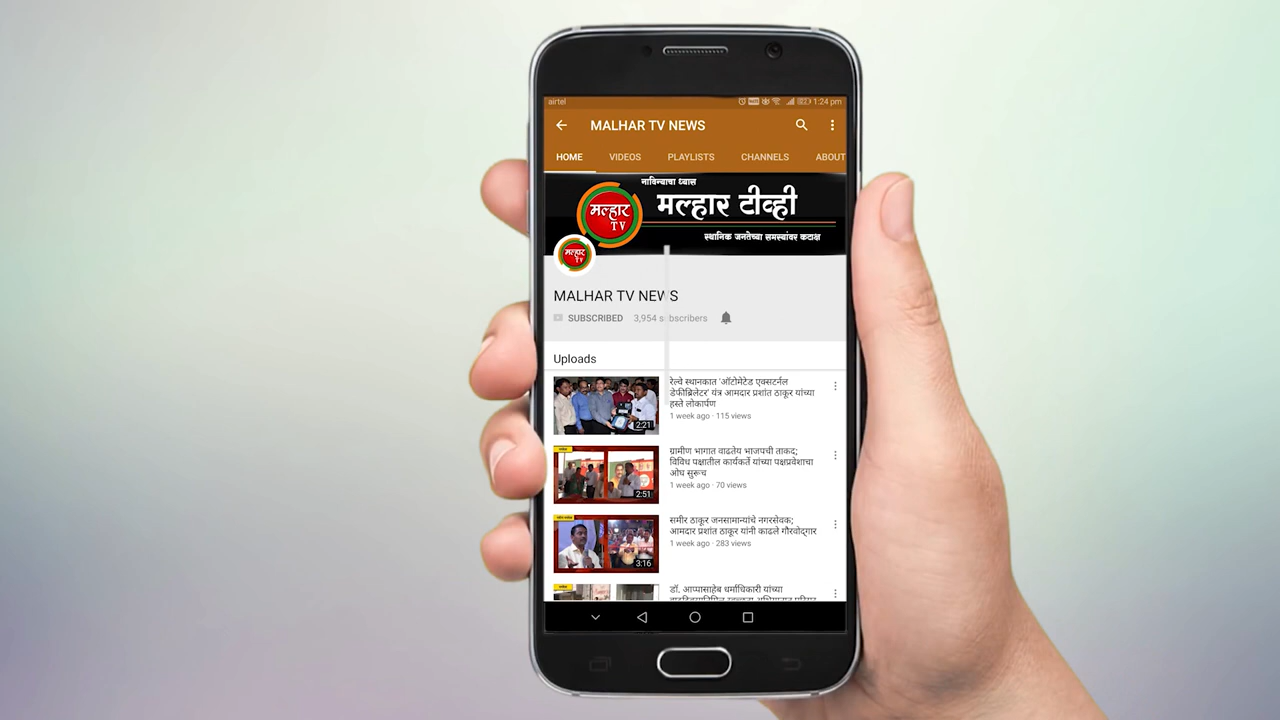 airtel 1:24 pm
MALHAR TV NEWS
HOME VIDEOS PLAYLISTS CHANNELS ABOUT
नाविन्याचा ध्यास
मल्हार टीव्ही
मल्हार
TV
स्थानिक जनतेच्या समस्यांवर कटाक्ष
मल्हार
TV
MALHAR TV NEWS
SUBSCRIBED 3,954 s bscribers
Uploads
रेल्वे स्थानकात 'ऑटोमेटेड एक्सटर्नल
डेफीब्रिलेटर' यंत्र आमदार प्रशांत ठाकूर यांच्या
हस्ते लोकार्पण
1 week ago · 115 views
2:21
ग्रामीण भागात वाढतेय भाजपची ताकद;
विविध पक्षातील कार्यकर्ते यांच्या पक्षप्रवेशाचा
ओघ सुरूच
1 week ago · 70 views
2:51
समीर ठाकूर जनसामान्यांचे नगरसेवक;
आमदार प्रशांत ठाकूर यांनी काढले गौरवोद्गार
1 week ago · 283 views
3:16
डॉ. आप्पासाहेब धर्माधिकारी यांच्या